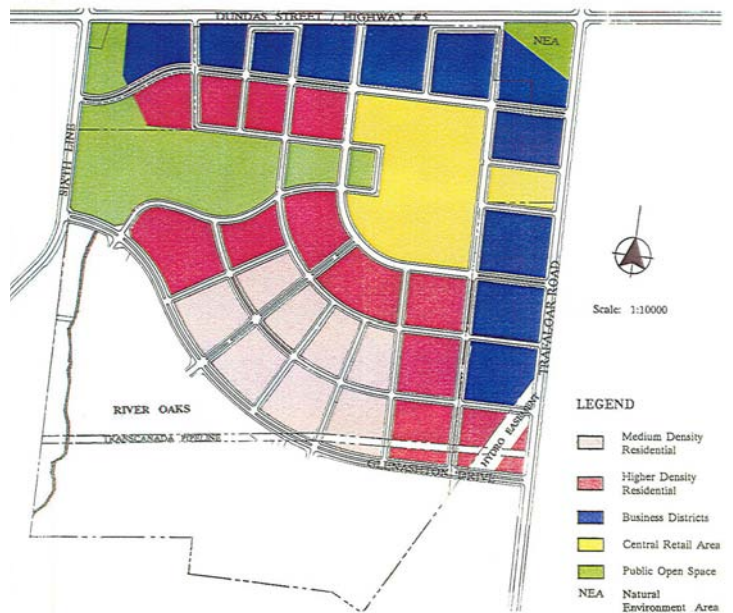 DUNDAS STREET / HIGHWAY #5
NEA
SIXTH LINE
TRAFALGAR ROAD
Scale: 1:10000
RIVER OAKS
TRANSCANADA PIPELINE
HYDRO EASEMENT
GLENASHTON DRIVE
LEGEND
Medium Density
Residential
Higher Density
Residential
Business Districts
Central Retail Area
Public Open Space
NEA Natural
Environment Area